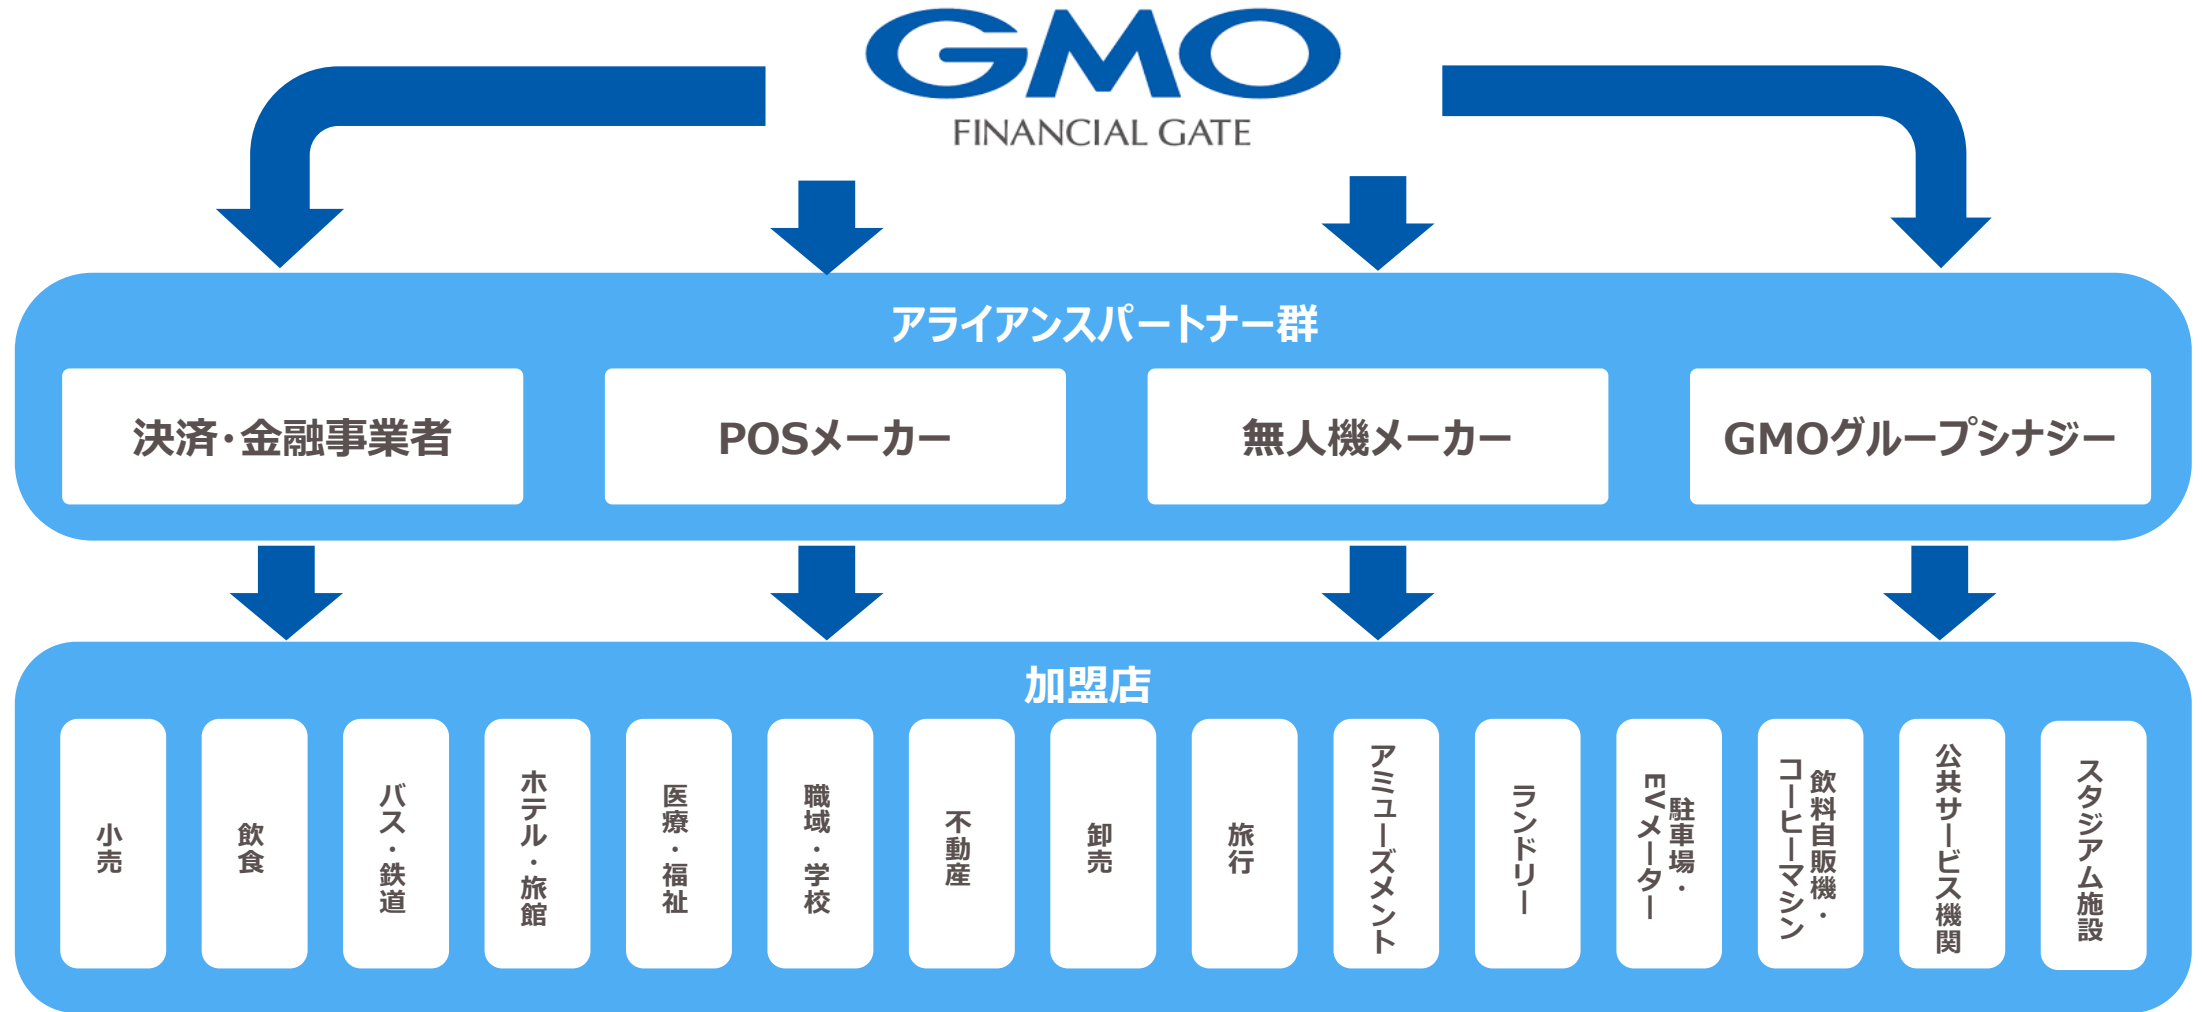 GMO
FINANCIAL GATE
アライアンスパートナー群
決済・金融事業者
POSメーカー
無人機メーカー
GMOグループシナジー
加盟店
小売
飲食
バス・鉄道
ホテル・旅館
医療・福祉
職域・学校
不動産
卸売
旅行
アミューズメント
ランドリー
駐車場・
EVメーター
飲料自販機・
コーヒーマシン
公共サービス機関
スタジアム施設